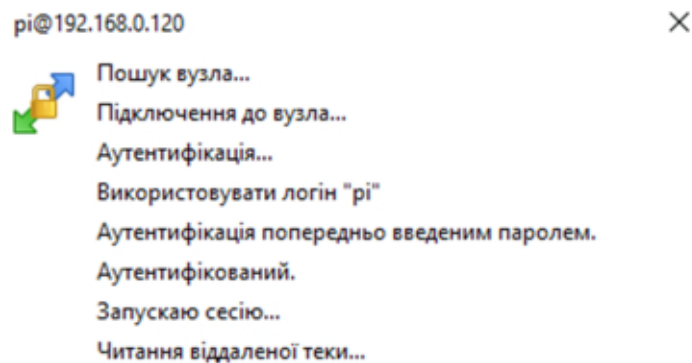 pi@192.168.0.120
Пошук вузла...
Підключення до вузла...
Аутентифікація...
Використовувати логін "pi"
Аутентифікація попередньо введеним паролем.
Аутентифікований.
Запускаю сесію...
Читання віддаленої теки...